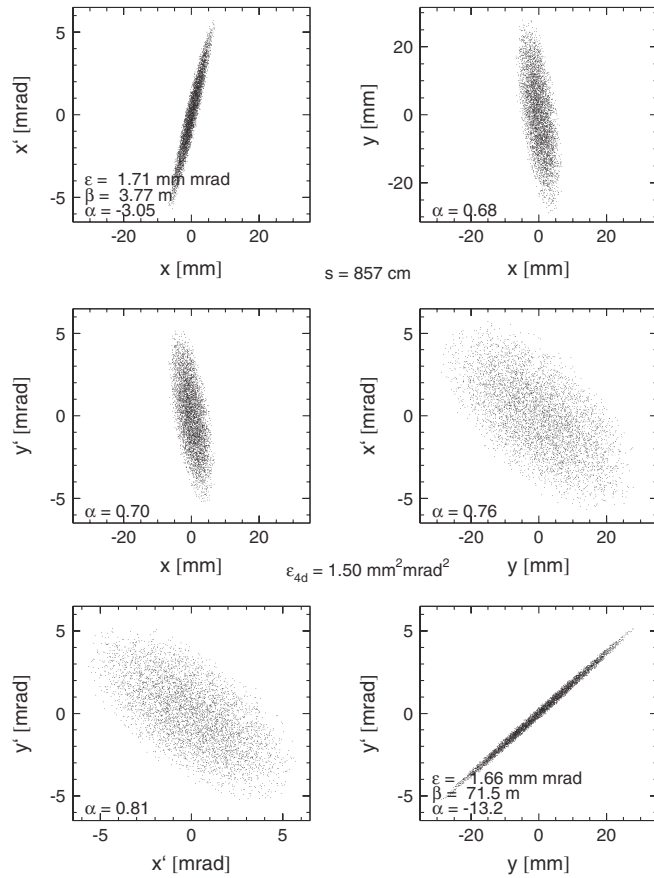 5
0
-5
x' [mrad]
ε = 1.71 mm mrad
β = 3.77 m
α = -3.05
-20 0 20
x [mm]
20
0
-20
y [mm]
α = 0.68
-20 0 20
x [mm]
s = 857 cm
5
0
-5
y' [mrad]
α = 0.70
-20 0 20
x [mm]
5
0
-5
x' [mrad]
α = 0.76
-20 0 20
y [mm]
ε4d = 1.50 mm²mrad²
5
0
-5
y' [mrad]
α = 0.81
-5 0 5
x' [mrad]
5
0
-5
y' [mrad]
ε = 1.66 mm mrad
β = 71.5 m
α = -13.2
-20 0 20
y [mm]